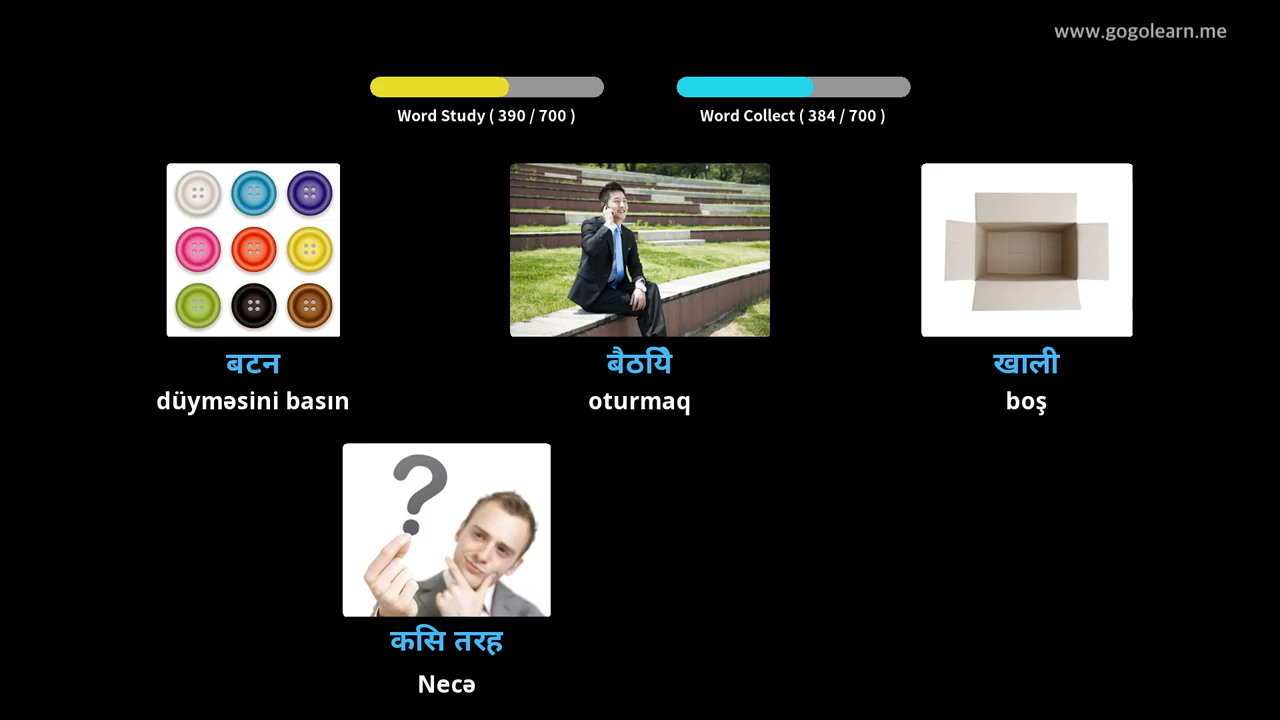 www.gogolearn.me
Word Study ( 390 / 700 )
Word Collect ( 384 / 700 )
बटन
düyməsini basın
बैठियेि
oturmaq
खाली
boş
कसि तरह
Necə